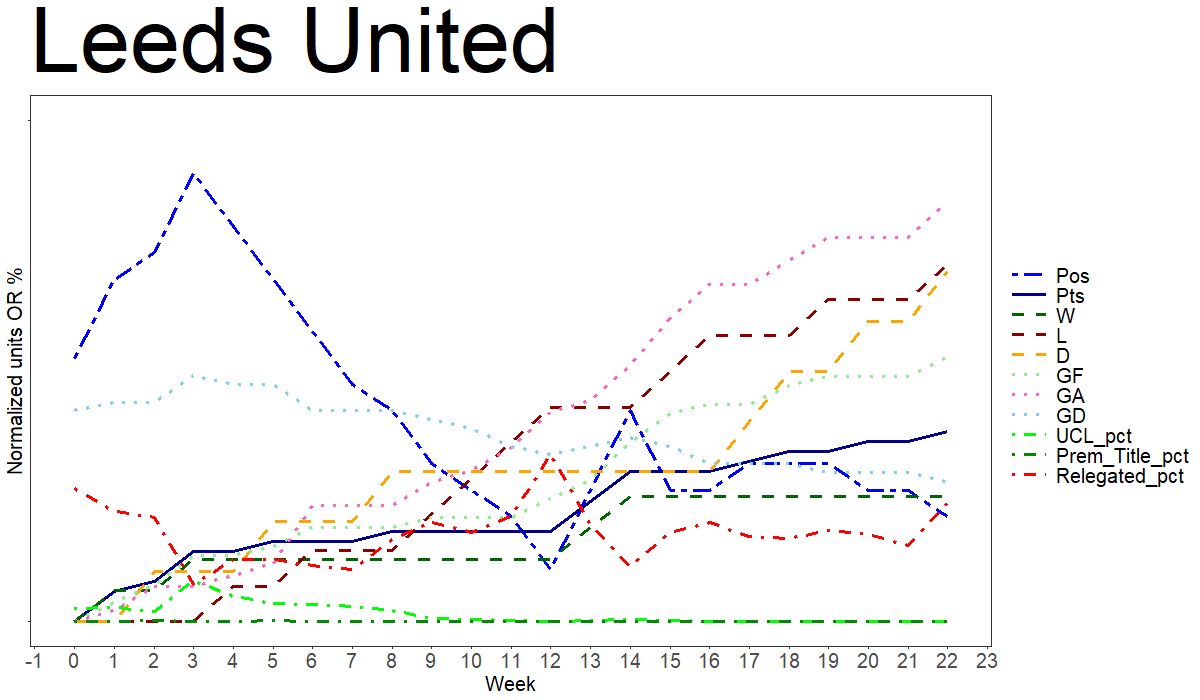 Leeds United
Normalized units OR %
-1 0 1 2 3 4 5 6 7 8 9 10 11 12 13 14 15 16 17 18 19 20 21 22 23
Week
Pos
Pts
W
L
D
GF
GA
GD
UCL_pct
Prem_Title_pct
Relegated_pct